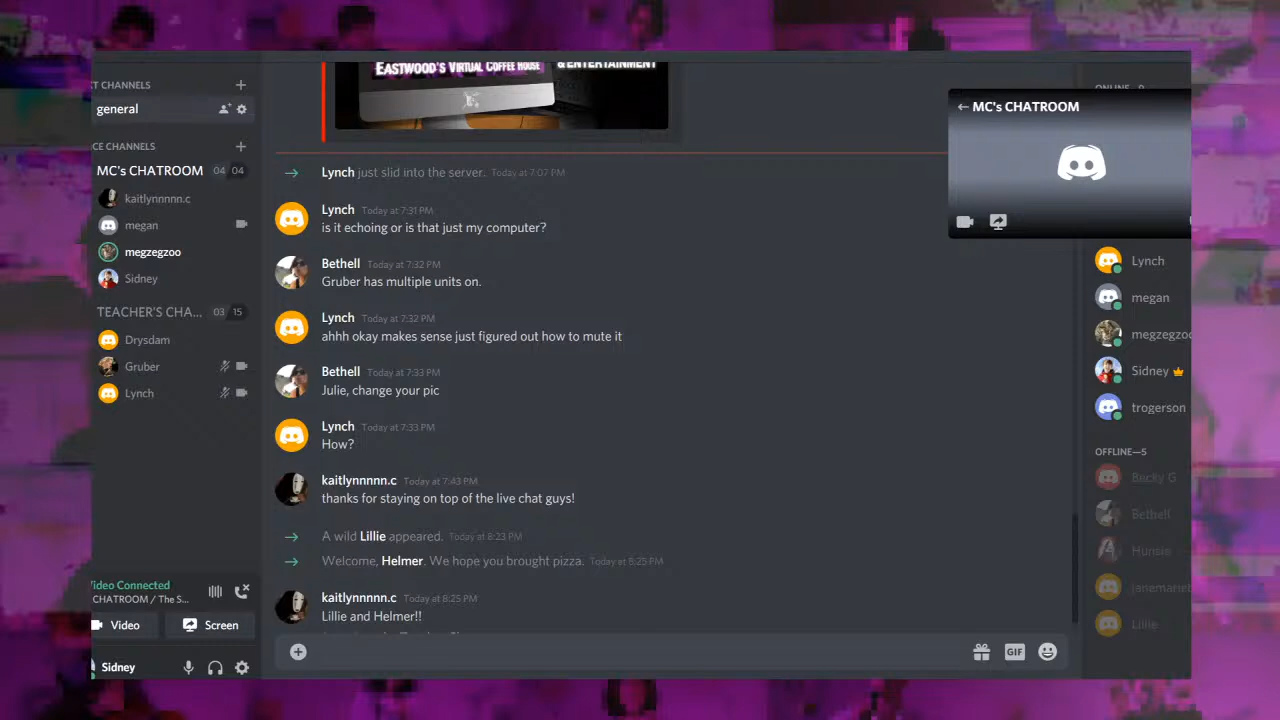 XT CHANNELS
general
CE CHANNELS
MC's CHATROOM 04 04
kaitlynnnnn.c
megan
megzegzoo
Sidney
TEACHER'S CHA... 03 15
Drysdam
Gruber
Lynch
Video Connected
CHATROOM / The S...
Video
Screen
Sidney
EASTWOOD'S VIRTUAL COFFEE HOUSE
& ENTERTAINMENT
Lynch just slid into the server. Today at 7:07 PM
Lynch Today at 7:31 PM
is it echoing or is that just my computer?
Bethell Today at 7:32 PM
Gruber has multiple units on.
Lynch Today at 7:32 PM
ahhh okay makes sense just figured out how to mute it
Bethell Today at 7:33 PM
Julie, change your pic
Lynch Today at 7:33 PM
How?
kaitlynnnnn.c Today at 7:43 PM
thanks for staying on top of the live chat guys!
A wild Lillie appeared. Today at 8:23 PM
Welcome, Helmer. We hope you brought pizza. Today at 8:25 PM
kaitlynnnnn.c Today at 8:25 PM
Lillie and Helmer!!
GIF
MC's CHATROOM
Lynch
megan
megzegzoo
Sidney
trogerson
OFFLINE—5
Becky G
Bethell
Hunsie
janemariet
Lillie